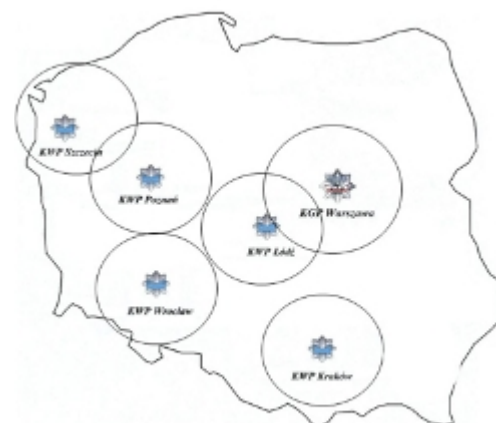 KWP Szczecin
KWP Poznań
KGP Warszawa
KWP Łódź
KWP Wrocław
KWP Kraków